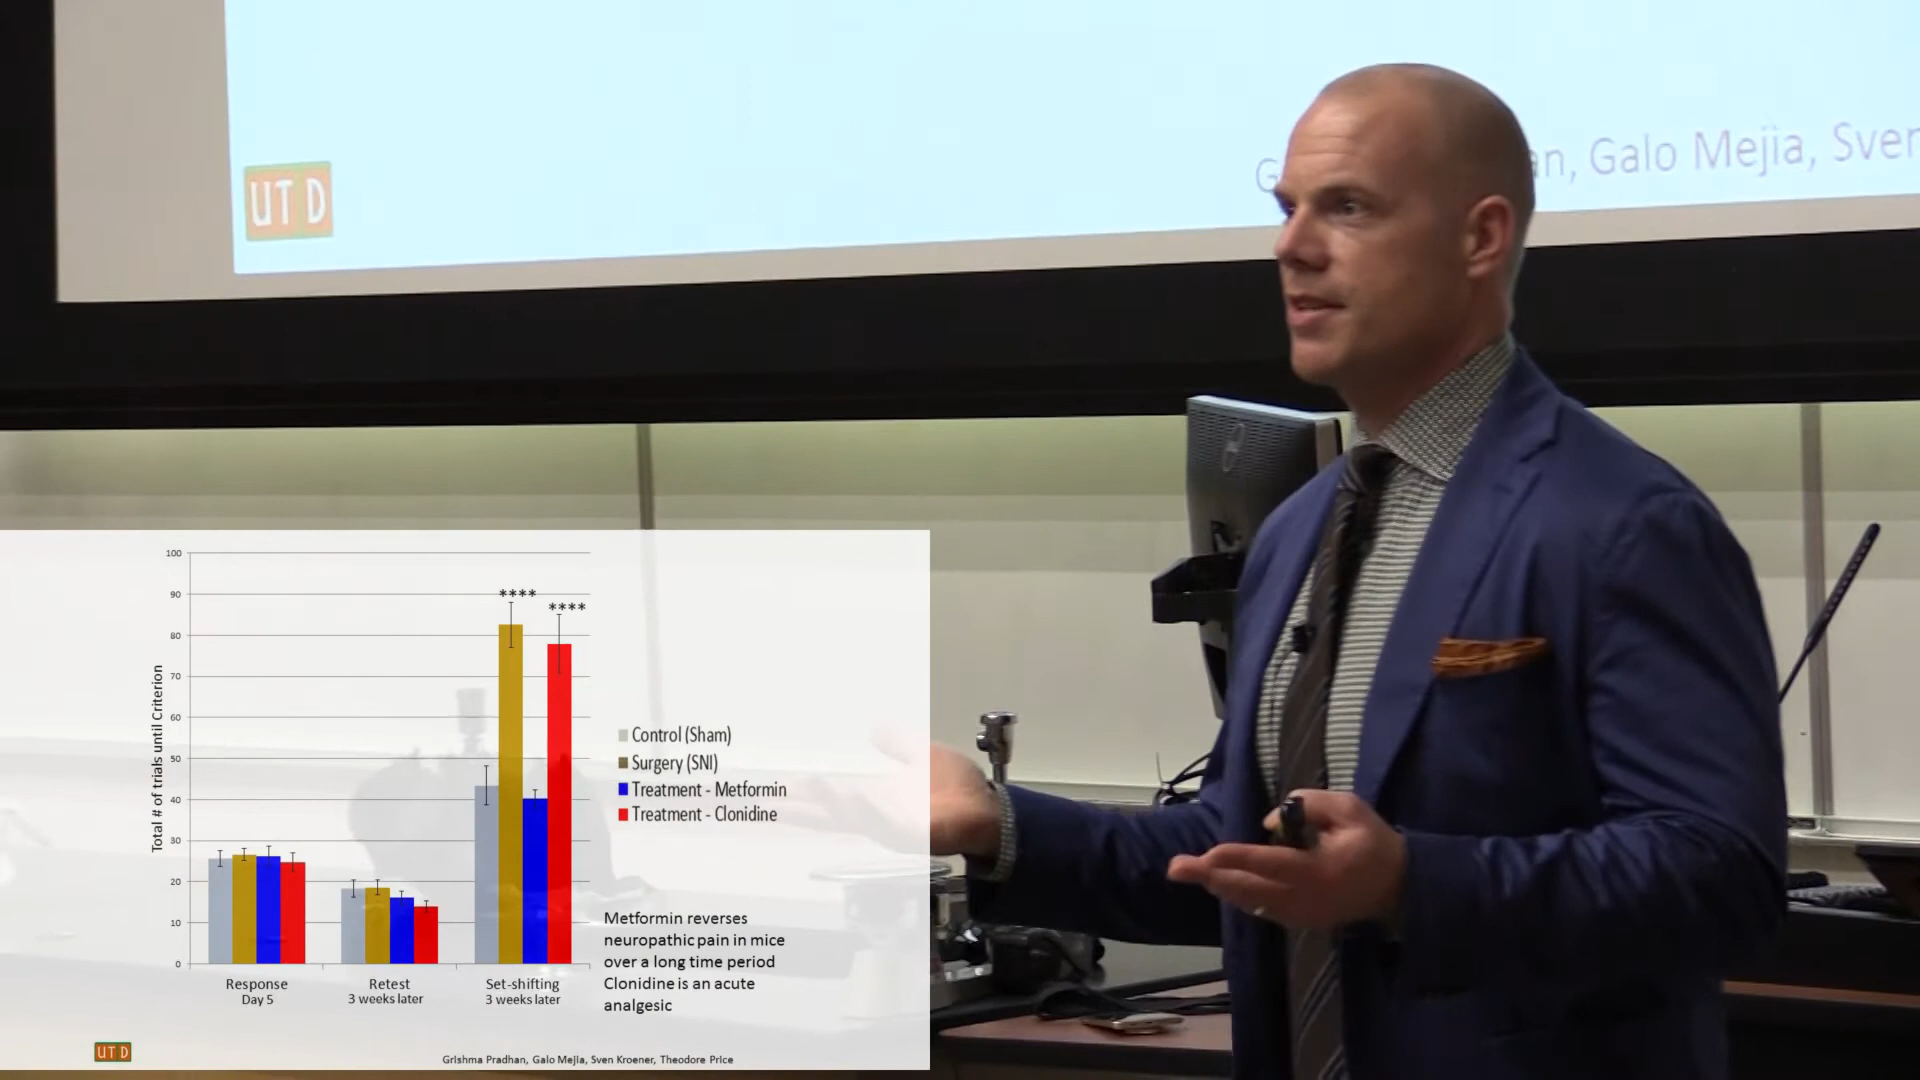 UT D
G an, Galo Mejia, Sven
100
90
80
70
60
50
40
30
20
10
0
Total # of trials until Criterion
****
****
Control (Sham)
Surgery (SNI)
Treatment - Metformin
Treatment - Clonidine
Response
Day 5
Retest
3 weeks later
Set-shifting
3 weeks later
Metformin reverses
neuropathic pain in mice
over a long time period
Clonidine is an acute
analgesic
UT D
Grishma Pradhan, Galo Mejia, Sven Kroener, Theodore Price